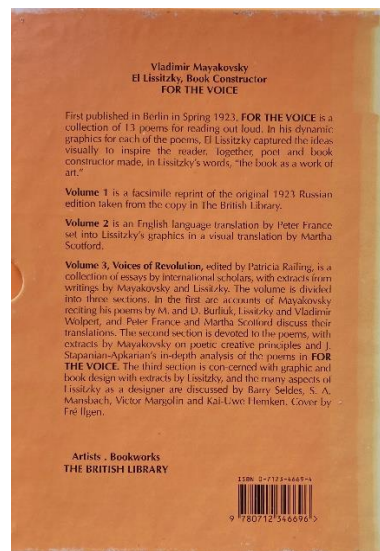 Vladimir Mayakovsky
El Lissitzky, Book Constructor
FOR THE VOICE
First published in Berlin in Spring 1923, FOR THE VOICE is a
collection of 13 poems for reading out loud. In his dynamic
graphics for each of the poems, El Lissitzky captured the ideas
visually to inspire the reader. Together, poet and book
constructor made, in Lissitzky's words, "the book as a work of
art."
Volume 1 is a facsimile reprint of the original 1923 Russian
edition taken from the copy in The British Library.
Volume 2 is an English language translation by Peter France
set into Lissitzky's graphics in a visual translation by Martha
Scotford.
Volume 3, Voices of Revolution, edited by Patricia Railing, is a
collection of essays by international scholars, with extracts from
writings by Mayakovsky and Lissitzky. The volume is divided
into three sections. In the first are accounts of Mayakovsky
reciting his poems by M. and D. Burliuk, Lissitzky and Vladimir
Wolpert, and Peter France and Martha Scotford discuss their
translations. The second section is devoted to the poems, with
extracts by Mayakovsky on poetic creative principles and J.
Stapanian-Apkarian's in-depth analysis of the poems in FOR
THE VOICE. The third section is con-cerned with graphic and
book design with extracts by Lissitzky, and the many aspects of
Lissitzky as a designer are discussed by Barry Seldes, S. A.
Mansbach, Victor Margolin and Kai-Uwe Hemken. Cover by
Fré Ilgen.
Artists . Bookworks
THE BRITISH LIBRARY
ISBN 0-7123-4669-4
9 780712 346696 >